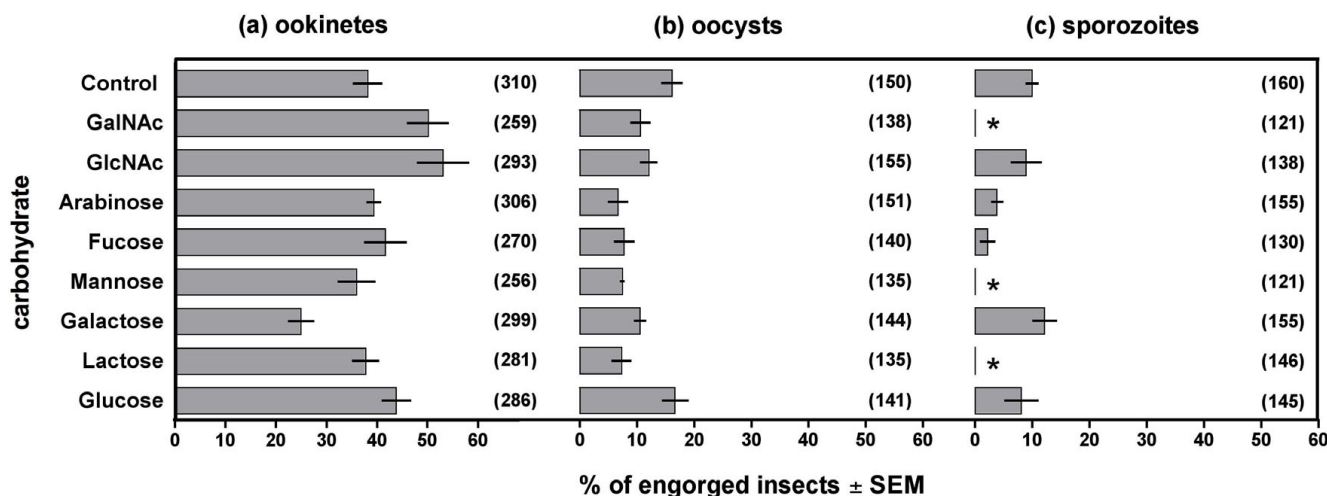 (a) ookinetes (b) oocysts (c) sporozoites
carbohydrate
Control (310) (150) (160)
GalNAc (259) (138) * (121)
GlcNAc (293) (155) (138)
Arabinose (306) (151) (155)
Fucose (270) (140) (130)
Mannose (256) (135) * (121)
Galactose (299) (144) (155)
Lactose (281) (135) * (146)
Glucose (286) (141) (145)
0 10 20 30 40 50 60 0 10 20 30 40 50 60 0 10 20 30 40 50 60
% of engorged insects ± SEM